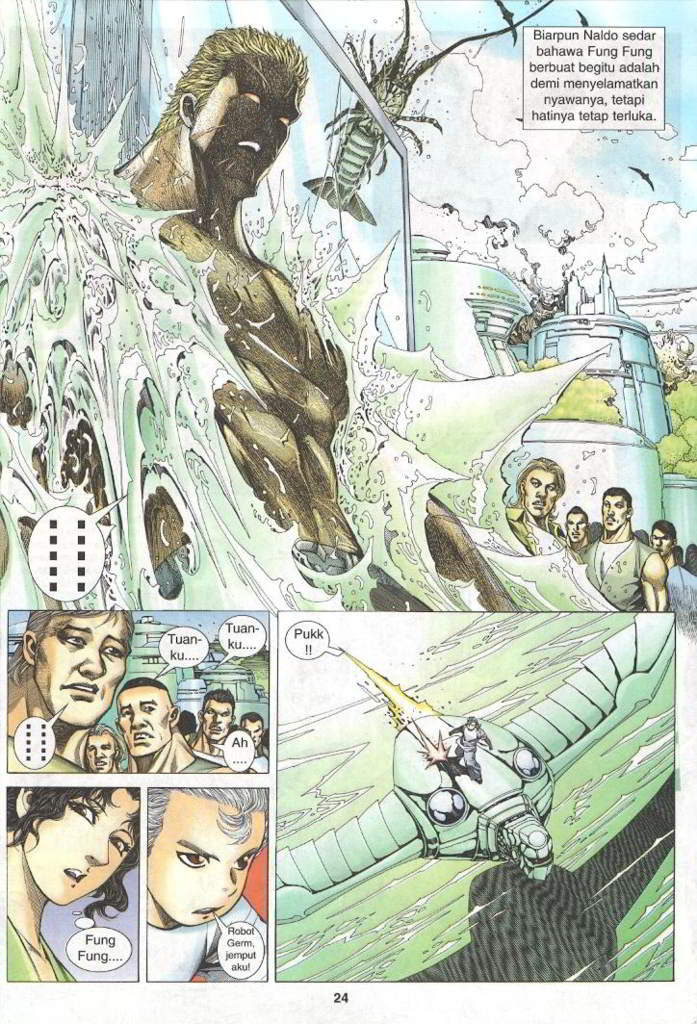 Biarpun Naldo sedar
bahawa Fung Fung
berbuat begitu adalah
demi menyelamatkan
nyawanya, tetapi
hatinya tetap terluka.
Tuan-
ku....
Tuan-
ku....
Ah
....
Pukk
!!
Fung
Fung....
Robot
Germ,
jemput
aku!
24